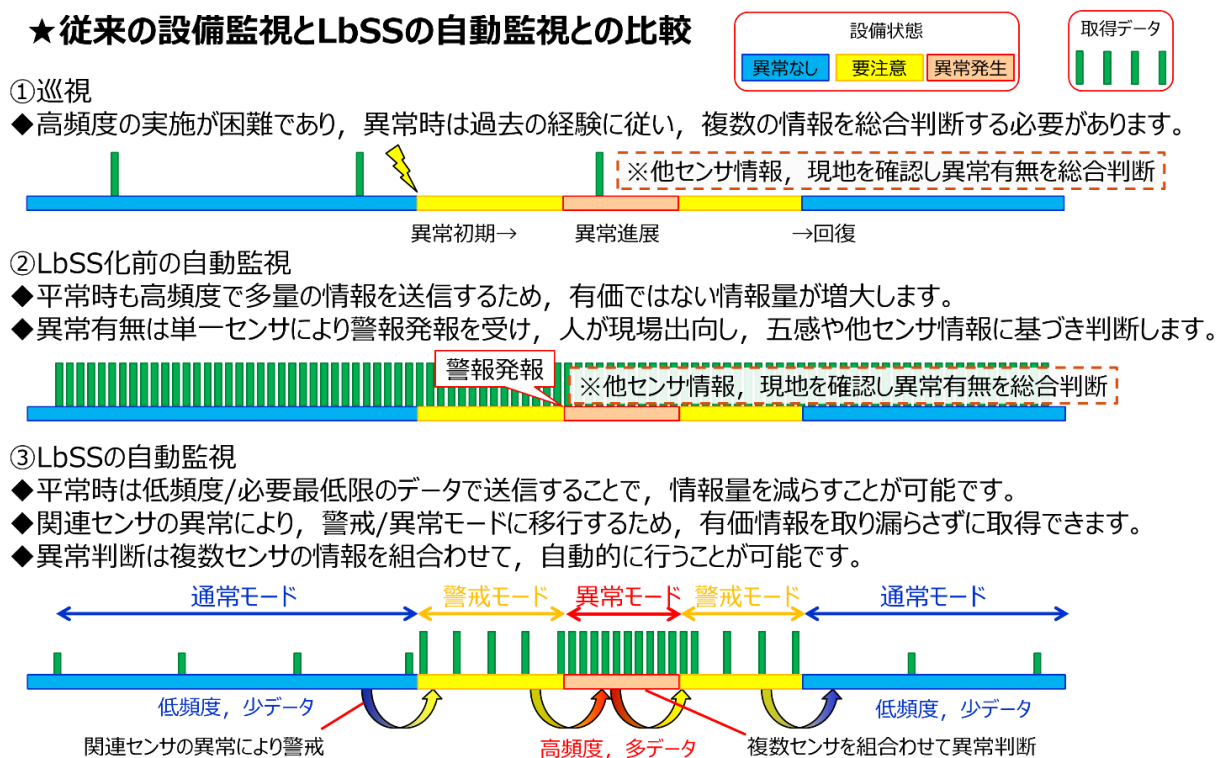 ★従来の設備監視とLbSSの自動監視との比較
設備状態
異常なし
要注意
異常発生
取得データ
①巡視
◆高頻度の実施が困難であり，異常時は過去の経験に従い，複数の情報を総合判断する必要があります。
※他センサ情報，現地を確認し異常有無を総合判断
異常初期→
異常進展
→回復
②LbSS化前の自動監視
◆平常時も高頻度で多量の情報を送信するため，有価ではない情報量が増大します。
◆異常有無は単一センサにより警報発報を受け，人が現場出向し，五感や他センサ情報に基づき判断します。
警報発報
※他センサ情報，現地を確認し異常有無を総合判断
③LbSSの自動監視
◆平常時は低頻度/必要最低限のデータで送信することで，情報量を減らすことが可能です。
◆関連センサの異常により，警戒/異常モードに移行するため，有価情報を取り漏らさずに取得できます。
◆異常判断は複数センサの情報を組合わせて，自動的に行うことが可能です。
通常モード
警戒モード
異常モード
警戒モード
通常モード
低頻度，少データ
低頻度，少データ
関連センサの異常により警戒
高頻度，多データ
複数センサを組合わせて異常判断